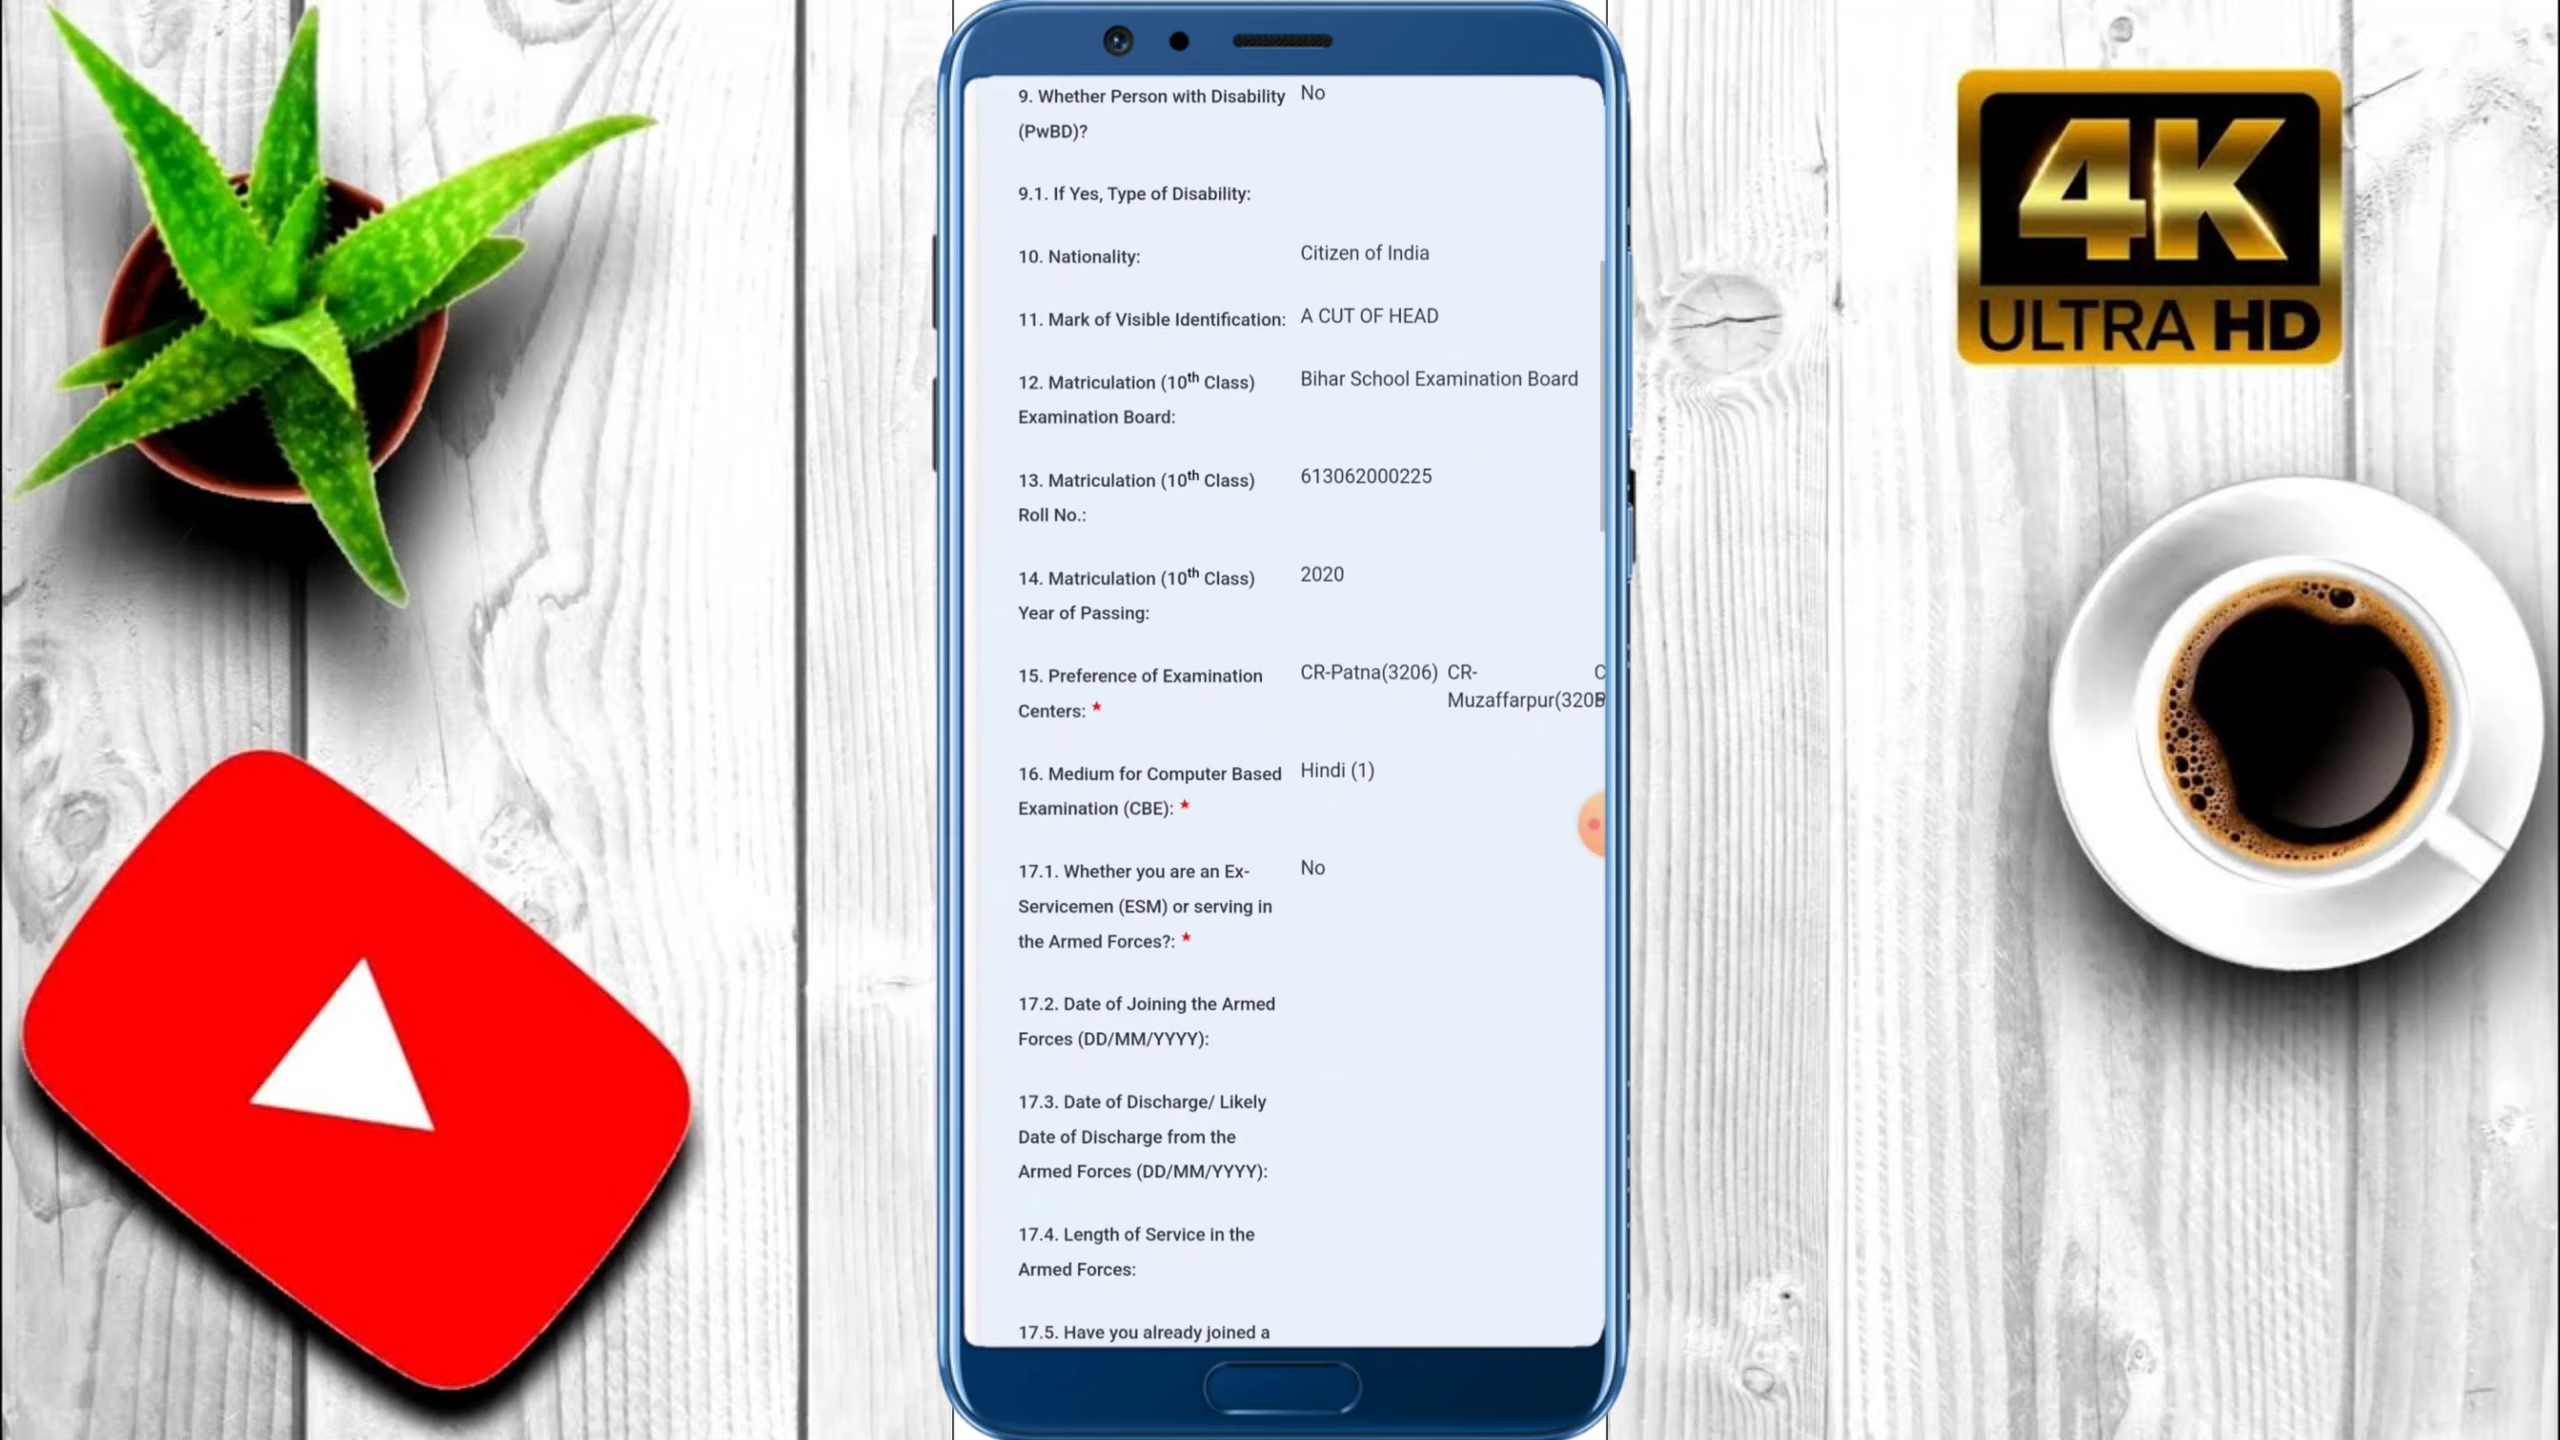 9. Whether Person with Disability No
(PwBD)?
9.1. If Yes, Type of Disability:
10. Nationality: Citizen of India
11. Mark of Visible Identification: A CUT OF HEAD
12. Matriculation (10th Class) Bihar School Examination Board
Examination Board:
13. Matriculation (10th Class) 613062000225
Roll No.:
14. Matriculation (10th Class) 2020
Year of Passing:
15. Preference of Examination CR-Patna(3206) CR-
Centers: * Muzaffarpur(3205
16. Medium for Computer Based Hindi (1)
Examination (CBE): *
17.1. Whether you are an Ex- No
Servicemen (ESM) or serving in
the Armed Forces?: *
17.2. Date of Joining the Armed
Forces (DD/MM/YYYY):
17.3. Date of Discharge/ Likely
Date of Discharge from the
Armed Forces (DD/MM/YYYY):
17.4. Length of Service in the
Armed Forces:
17.5. Have you already joined a
4K
ULTRA HD